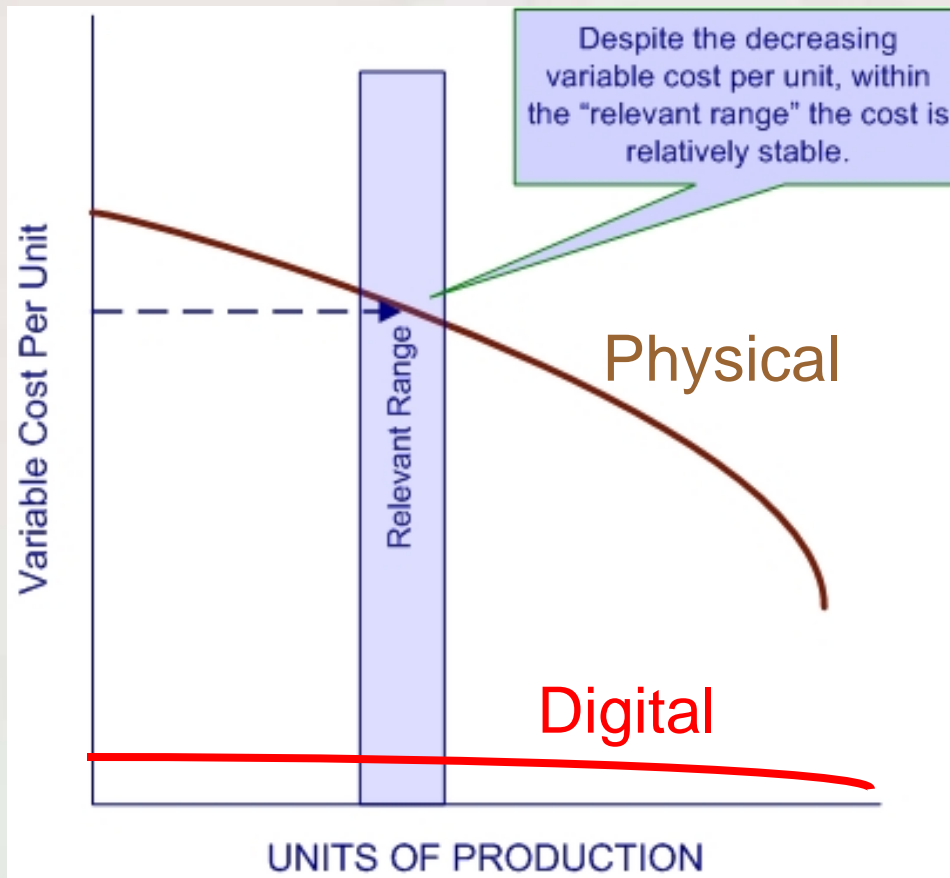 Despite the decreasing
variable cost per unit, within
the “relevant range” the cost is
relatively stable.
Variable Cost Per Unit
Relevant Range
Physical
Digital
UNITS OF PRODUCTION